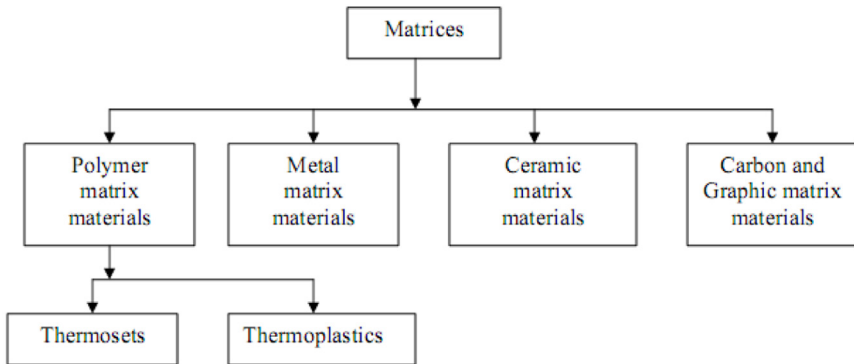 Matrices
Polymer
matrix
materials
Metal
matrix
materials
Ceramic
matrix
materials
Carbon and
Graphic matrix
materials
Thermosets
Thermoplastics